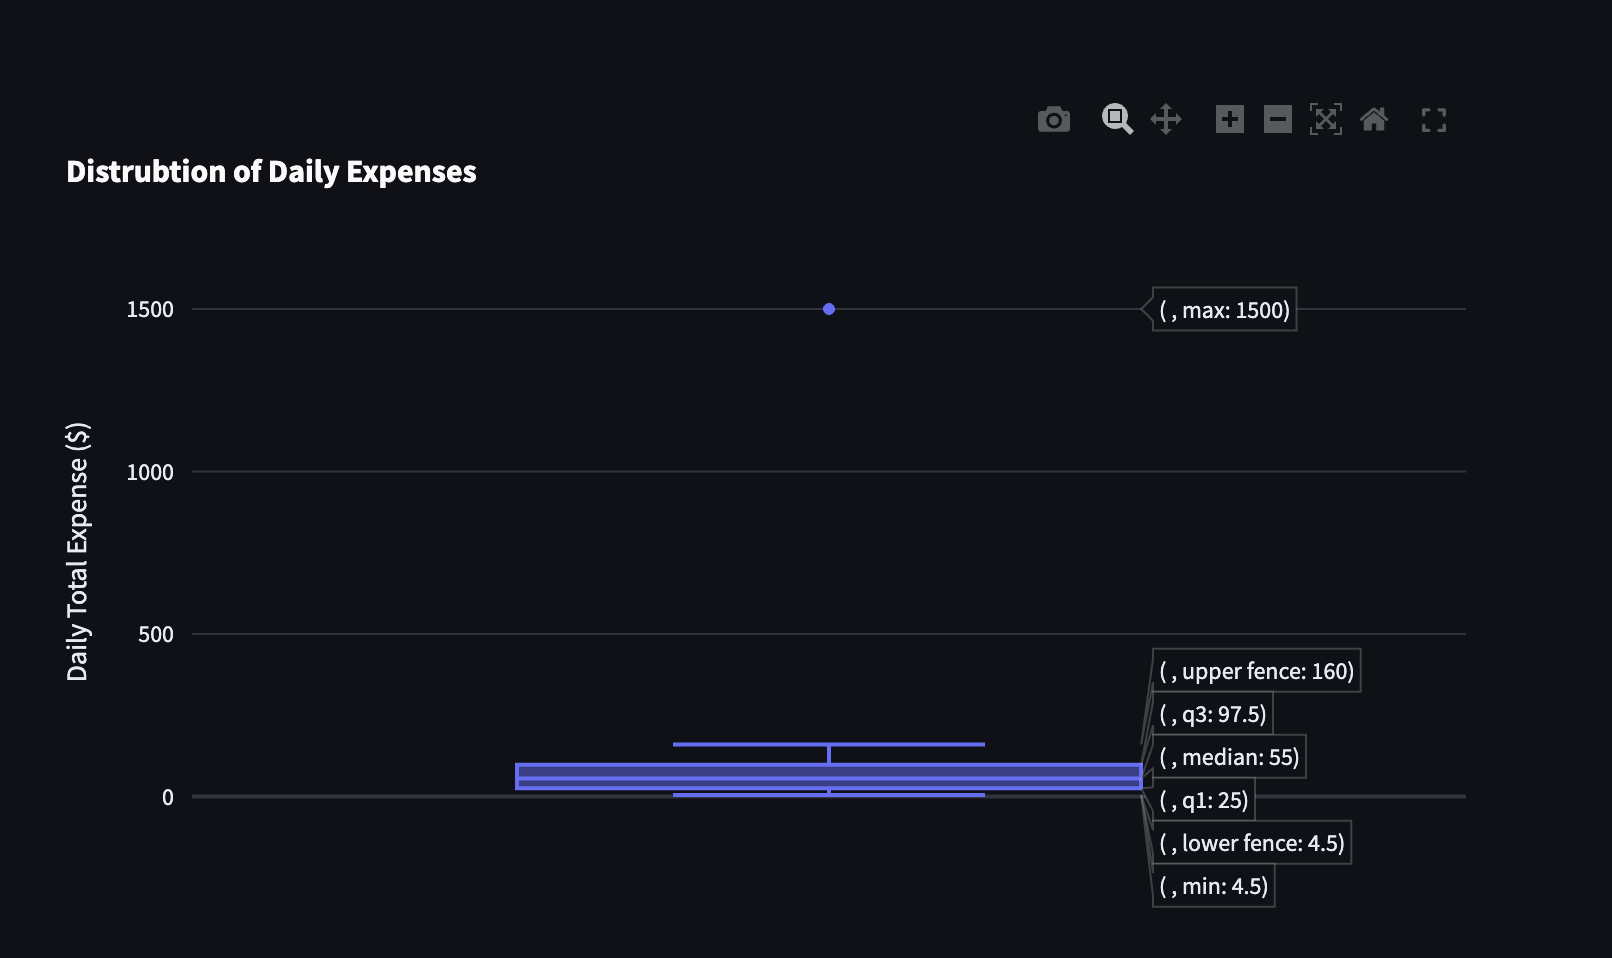 Distrubtion of Daily Expenses
1500
( , max: 1500)
1000
Daily Total Expense ($)
500
( , upper fence: 160)
( , q3: 97.5)
( , median: 55)
0
( , q1: 25)
( , lower fence: 4.5)
( , min: 4.5)